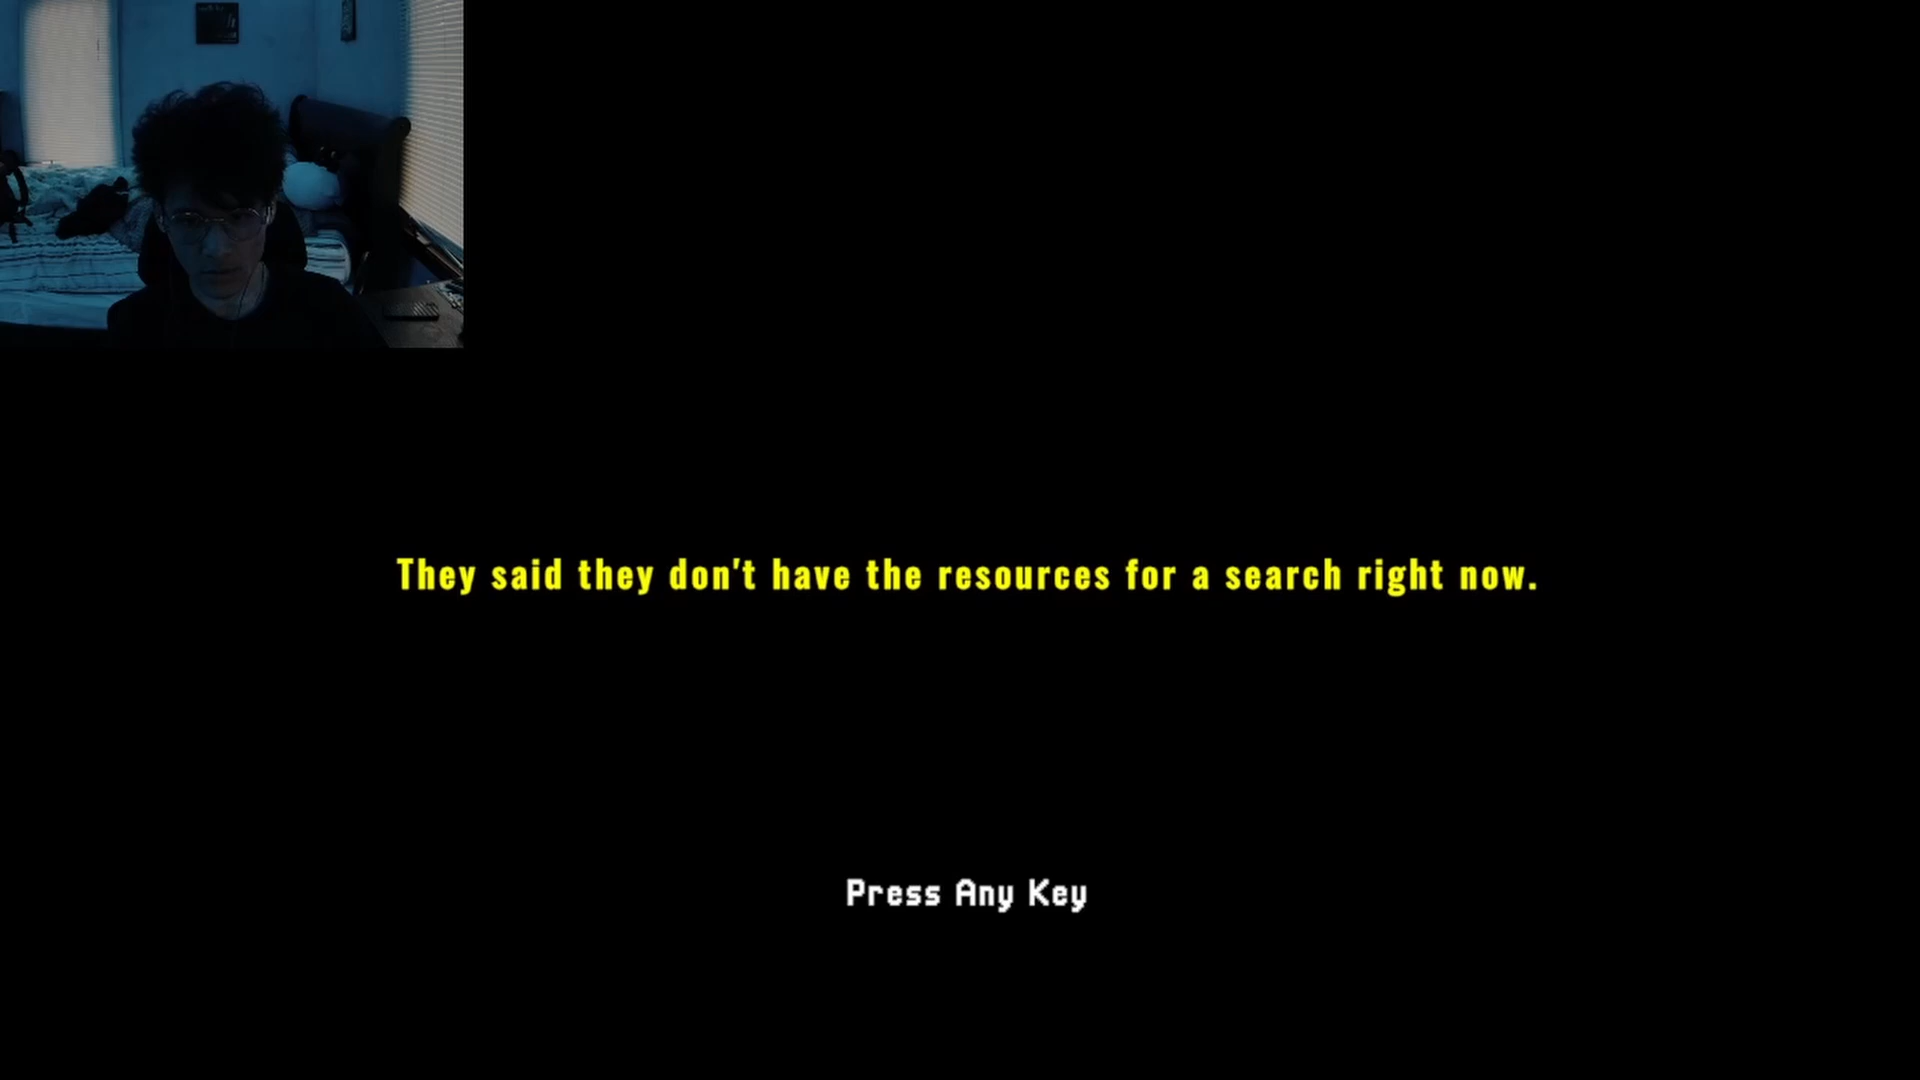 They said they don't have the resources for a search right now.
Press Any Key